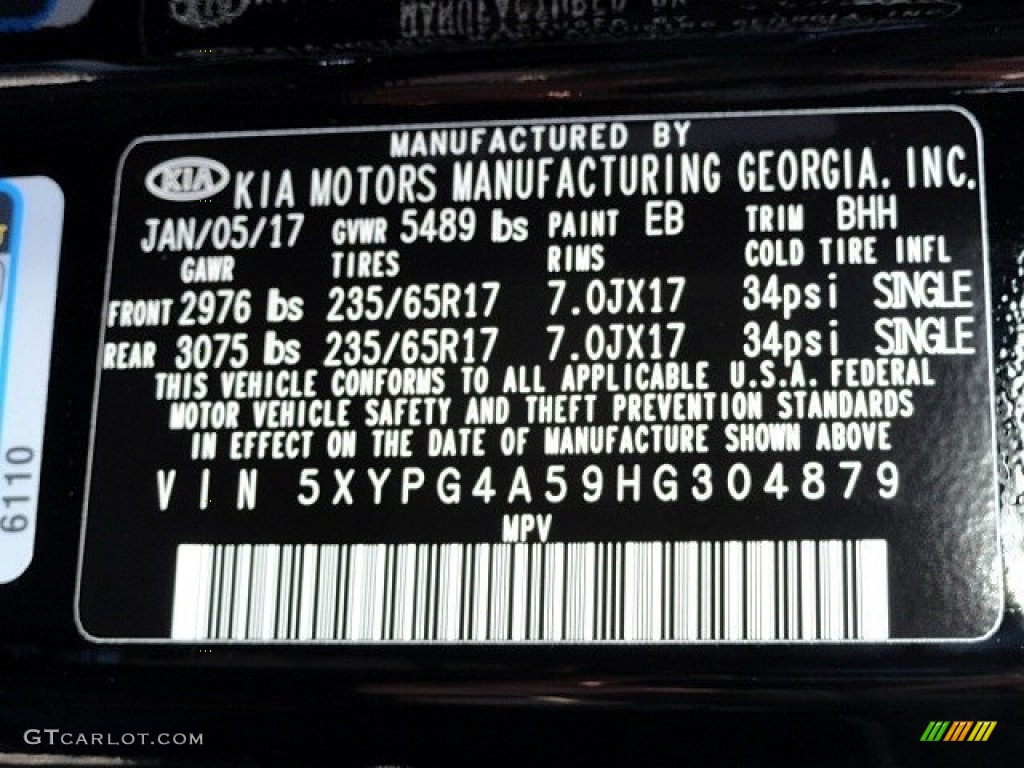 MANUFACTURED BY
KIA KIA MOTORS MANUFACTURING GEORGIA. INC.
JAN/05/17 GVWR 5489 lbs PAINT EB TRIM BHH
GAWR TIRES RIMS COLD TIRE INFL
FRONT 2976 lbs 235/65R17 7.0JX17 34psi SINGLE
REAR 3075 lbs 235/65R17 7.0JX17 34psi SINGLE
THIS VEHICLE CONFORMS TO ALL APPLICABLE U.S.A. FEDERAL
MOTOR VEHICLE SAFETY AND THEFT PREVENTION STANDARDS
IN EFFECT ON THE DATE OF MANUFACTURE SHOWN ABOVE
VIN 5XYPG4A59HG304879
MPV
6110
GTCARLOT.COM